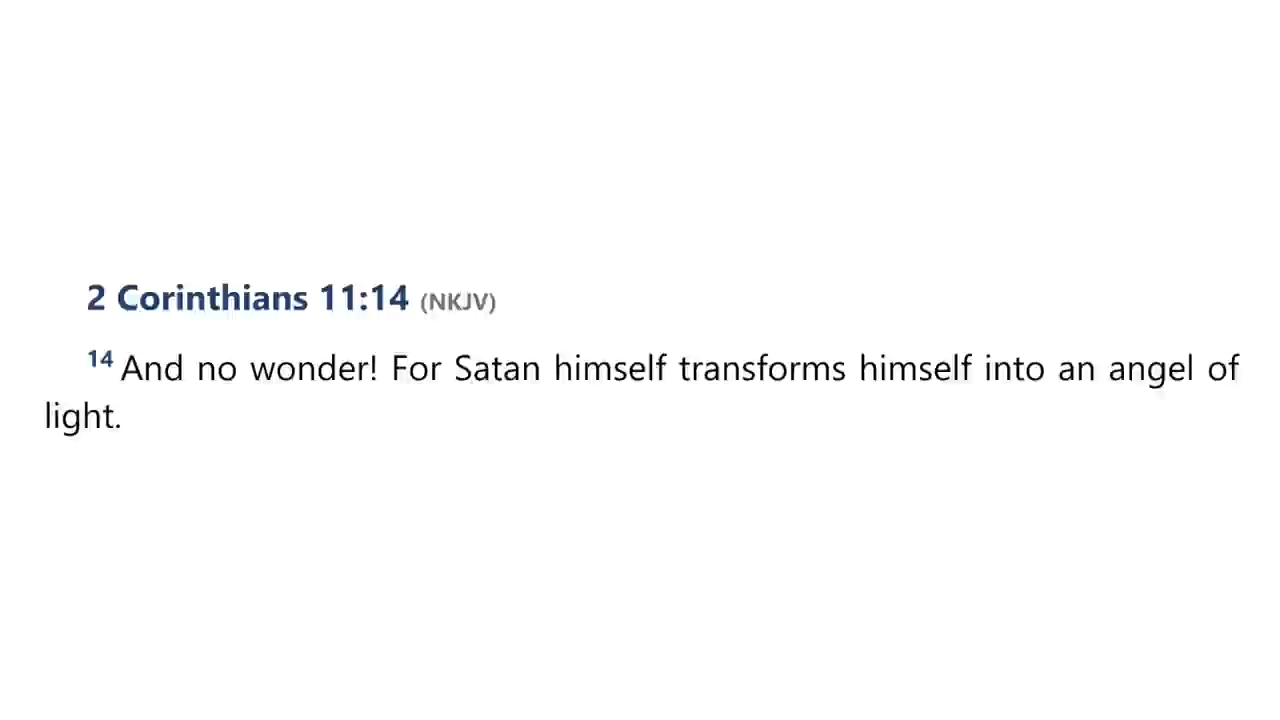 2 Corinthians 11:14 (NKJV)
14 And no wonder! For Satan himself transforms himself into an angel of
light.